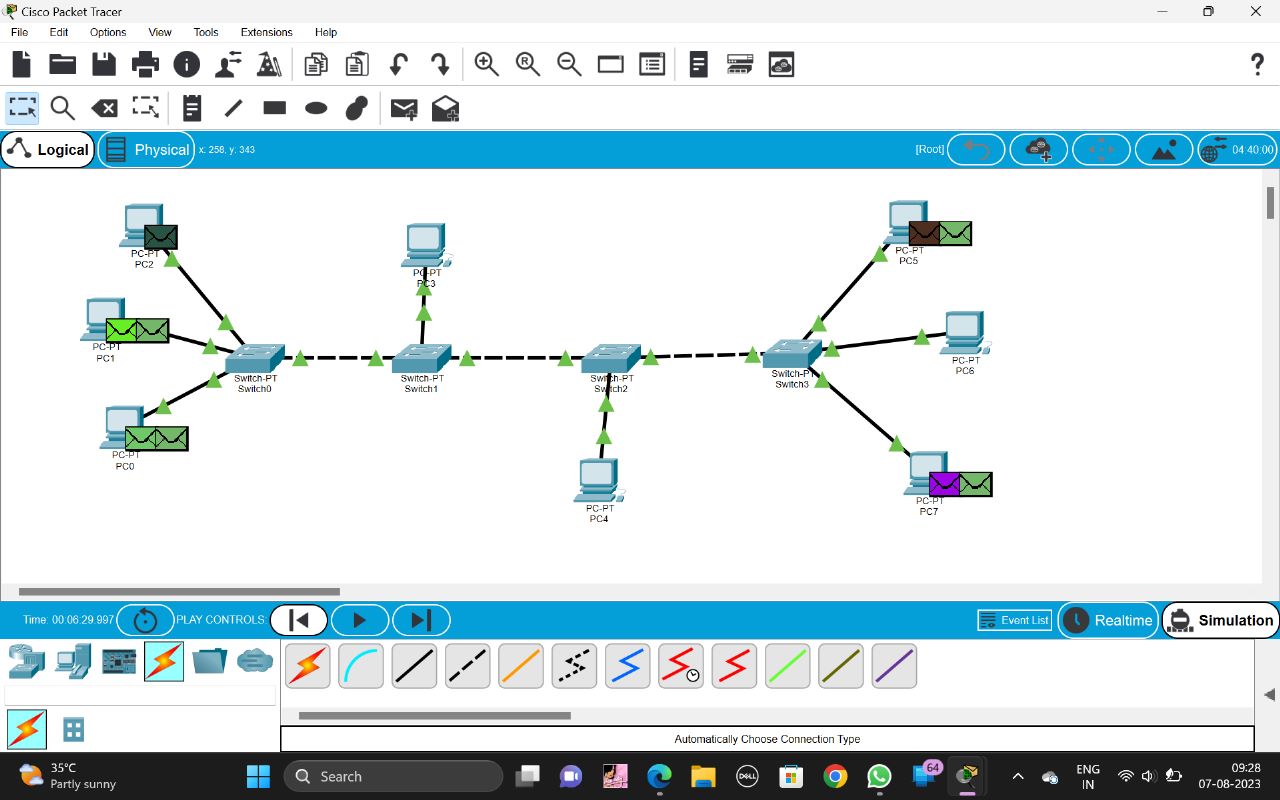 Cisco Packet Tracer
File Edit Options View Tools Extensions Help
Logical Physical x: 258, y: 343 [Root] 04:40:00
PC-PT
PC2
PC-PT
PC3
PC-PT
PC5
PC-PT
PC1
Switch-PT
Switch0
Switch-PT
Switch1
Switch-PT
Switch2
Switch-PT
Switch3
PC-PT
PC6
PC-PT
PC0
PC-PT
PC4
PC-PT
PC7
Time: 00:06:29.997 PLAY CONTROLS: Event List Realtime Simulation
Automatically Choose Connection Type
35°C
Partly sunny
Search
DELL
64
ENG
IN
09:28
07-08-2023